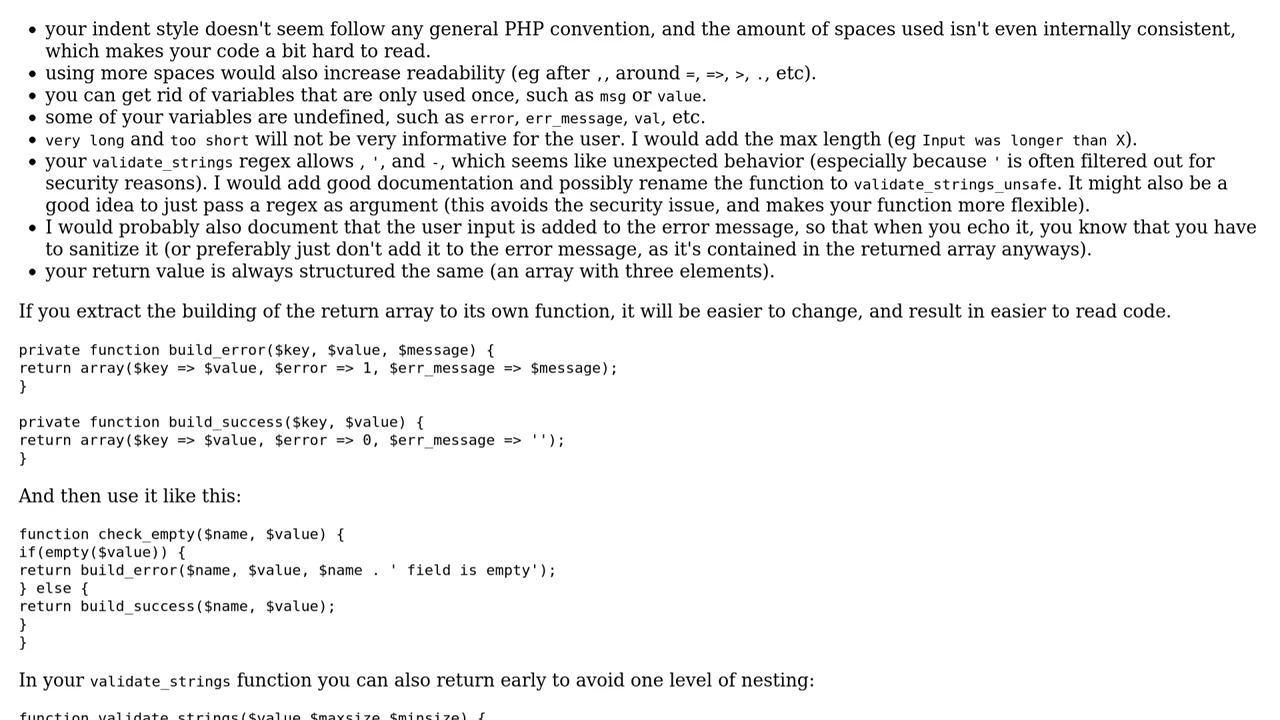 your indent style doesn't seem follow any general PHP convention, and the amount of spaces used isn't even internally consistent,
which makes your code a bit hard to read.
using more spaces would also increase readability (eg after ,, around =, =>, >, ., etc).
you can get rid of variables that are only used once, such as msg or value.
some of your variables are undefined, such as error, err_message, val, etc.
very long and too short will not be very informative for the user. I would add the max length (eg Input was longer than X).
your validate_strings regex allows , ', and -, which seems like unexpected behavior (especially because ' is often filtered out for
security reasons). I would add good documentation and possibly rename the function to validate_strings_unsafe. It might also be a
good idea to just pass a regex as argument (this avoids the security issue, and makes your function more flexible).
I would probably also document that the user input is added to the error message, so that when you echo it, you know that you have
to sanitize it (or preferably just don't add it to the error message, as it's contained in the returned array anyways).
your return value is always structured the same (an array with three elements).
If you extract the building of the return array to its own function, it will be easier to change, and result in easier to read code.
private function build_error($key, $value, $message) {
return array($key => $value, $error => 1, $err_message => $message);
}
private function build_success($key, $value) {
return array($key => $value, $error => 0, $err_message => '');
}
And then use it like this:
function check_empty($name, $value) {
if(empty($value)) {
return build_error($name, $value, $name . ' field is empty');
} else {
return build_success($name, $value);
}
}
In your validate_strings function you can also return early to avoid one level of nesting:
function validate_strings($value,$maxsize,$minsize) {